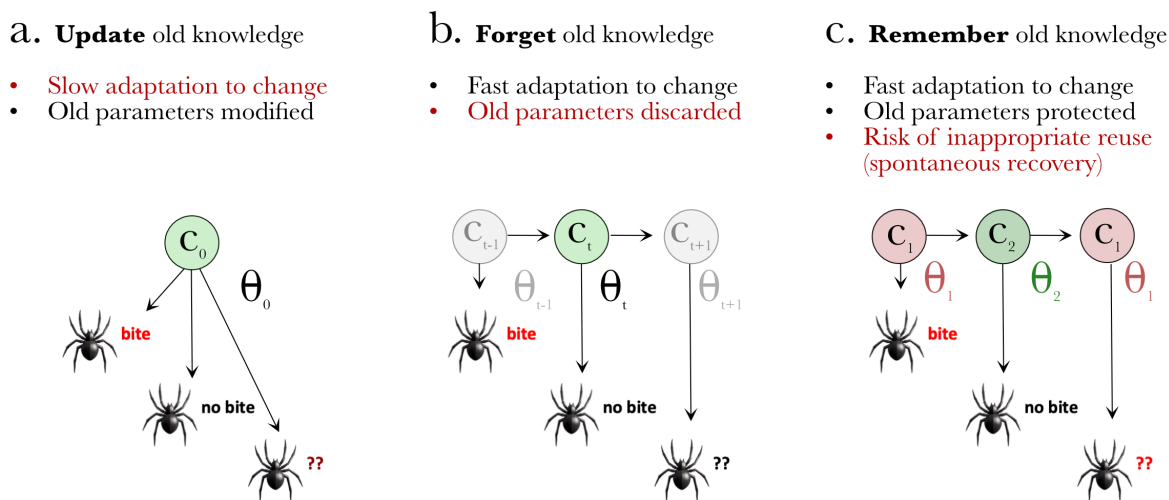 a. Update old knowledge
• Slow adaptation to change
• Old parameters modified
c₀
θ₀
bite
no bite
??
b. Forget old knowledge
• Fast adaptation to change
• Old parameters discarded
cₜ₋₁
cₜ
cₜ₊₁
θₜ₋₁
θₜ
θₜ₊₁
bite
no bite
??
c. Remember old knowledge
• Fast adaptation to change
• Old parameters protected
• Risk of inappropriate reuse
(spontaneous recovery)
c₁
c₂
c₁
θ₁
θ₂
θ₁
bite
no bite
??